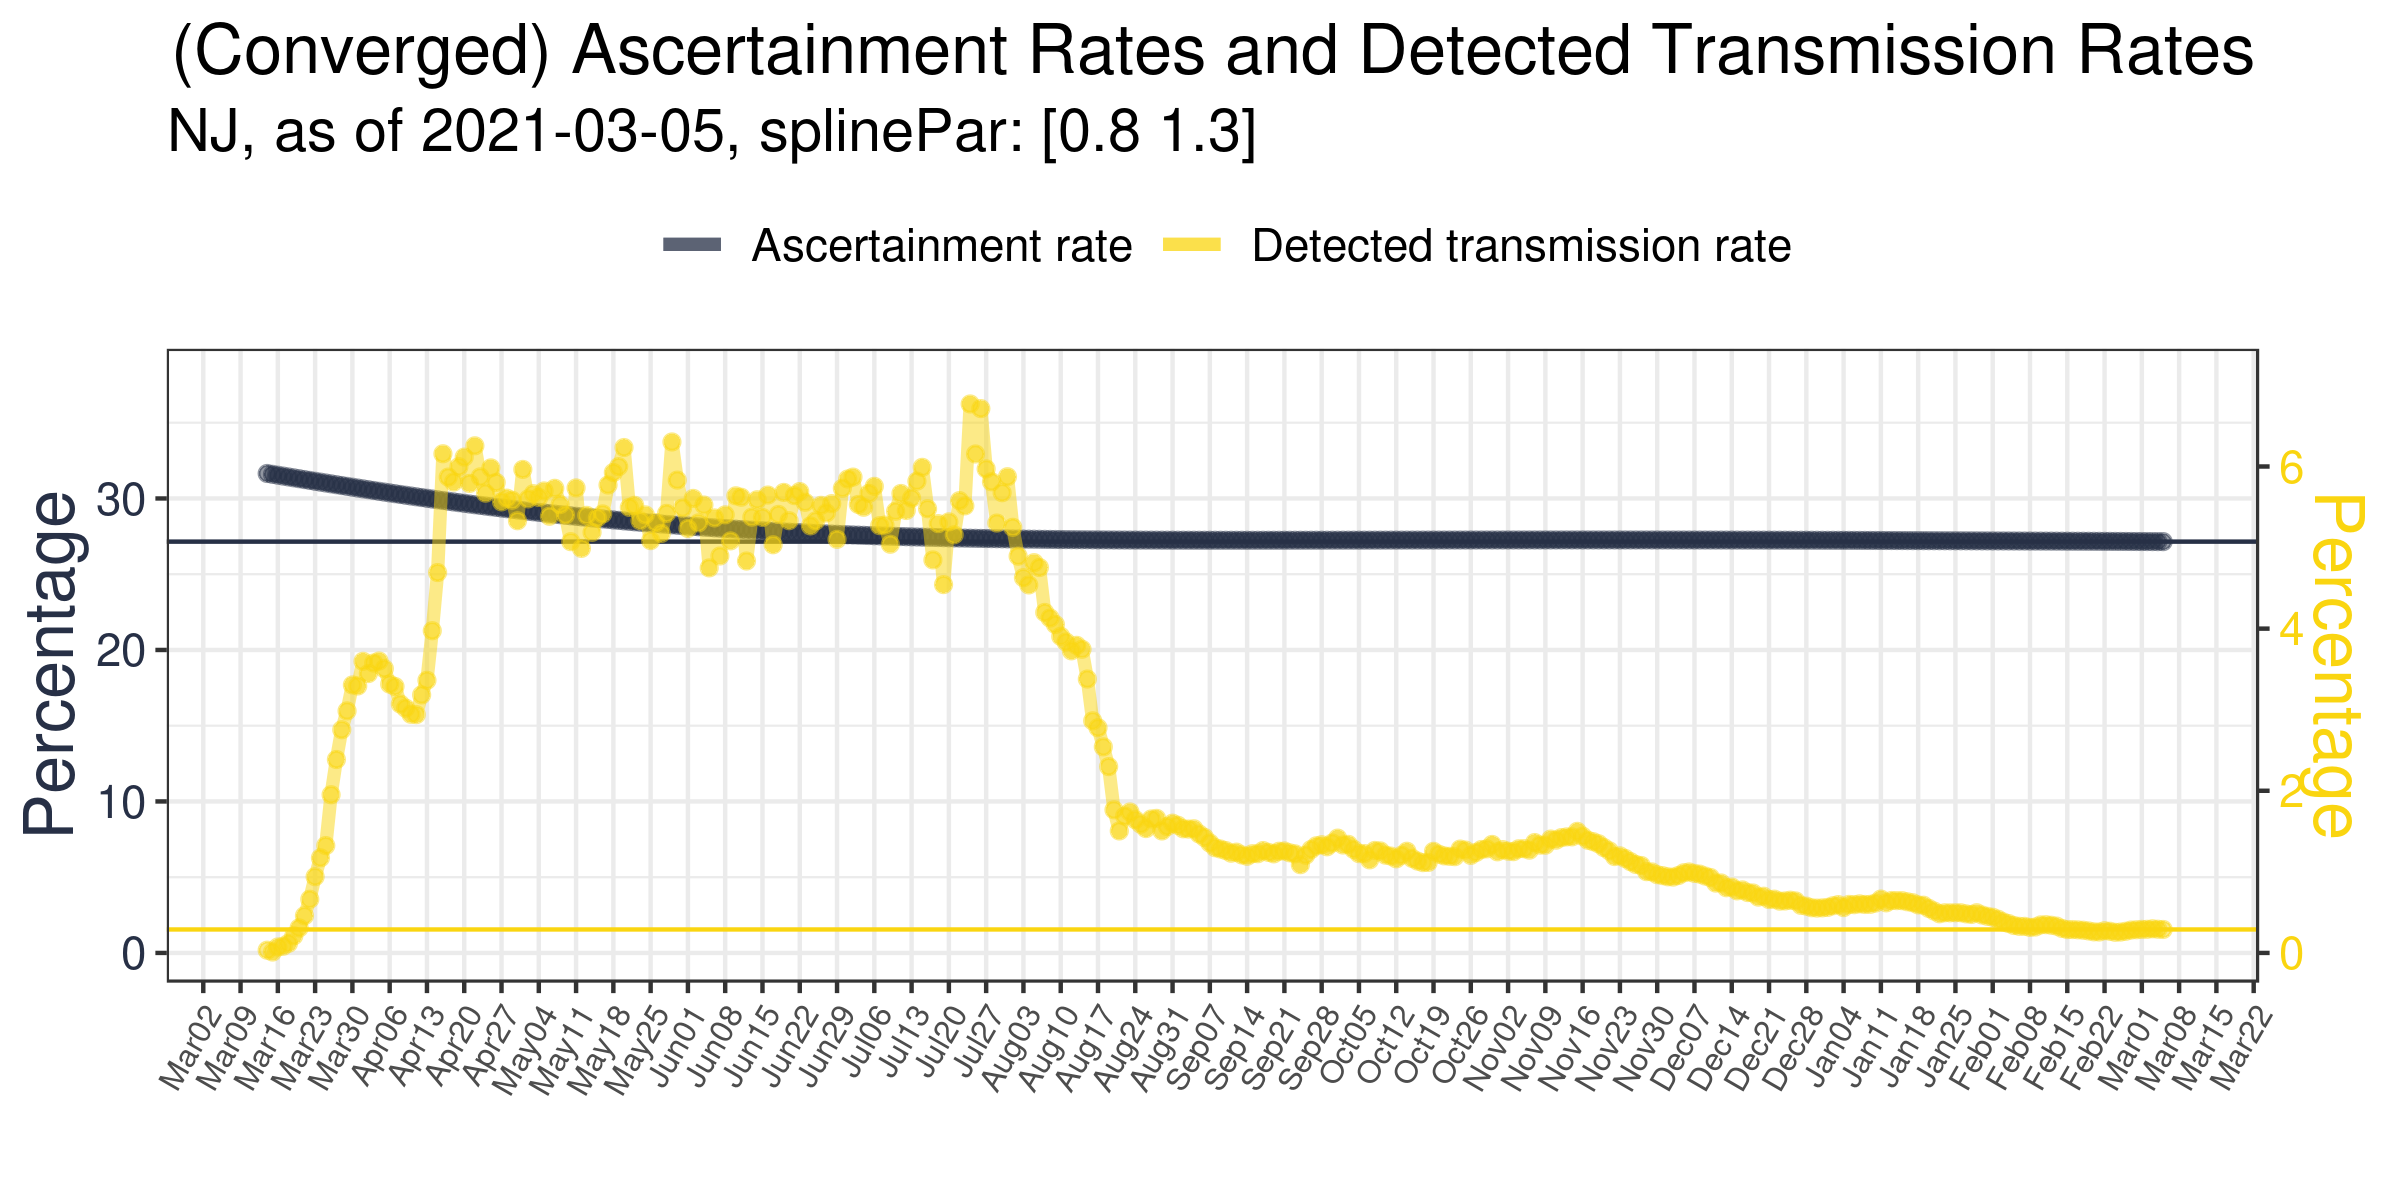 (Converged) Ascertainment Rates and Detected Transmission Rates
NJ, as of 2021-03-05, splinePar: [0.8 1.3]
Ascertainment rate
Detected transmission rate
Percentage
30
20
10
0
6
4
2
0
Percentage
Mar02
Mar09
Mar16
Mar23
Mar30
Apr06
Apr13
Apr20
Apr27
May04
May11
May18
May25
Jun01
Jun08
Jun15
Jun22
Jun29
Jul06
Jul13
Jul20
Jul27
Aug03
Aug10
Aug17
Aug24
Aug31
Sep07
Sep14
Sep21
Sep28
Oct05
Oct12
Oct19
Oct26
Nov02
Nov09
Nov16
Nov23
Nov30
Dec07
Dec14
Dec21
Dec28
Jan04
Jan11
Jan18
Jan25
Feb01
Feb08
Feb15
Feb22
Mar01
Mar08
Mar15
Mar22